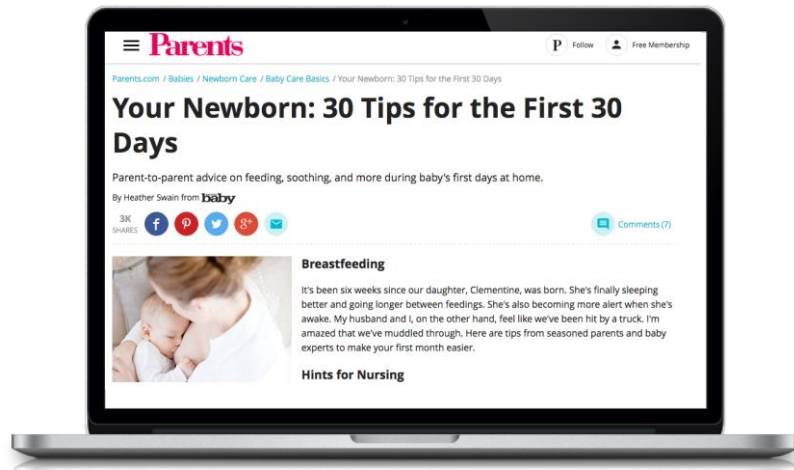 Parents
P Follow Free Membership
Parents.com / Babies / Newborn Care / Baby Care Basics / Your Newborn: 30 Tips for the First 30 Days
Your Newborn: 30 Tips for the First 30
Days
Parent-to-parent advice on feeding, soothing, and more during baby's first days at home.
By Heather Swain from baby
3K
SHARES f 8+ Comments (7)
Breastfeeding
It's been six weeks since our daughter, Clementine, was born. She's finally sleeping
better and going longer between feedings. She's also becoming more alert when she's
awake. My husband and I, on the other hand, feel like we've been hit by a truck. I'm
amazed that we've muddled through. Here are tips from seasoned parents and baby
experts to make your first month easier.
Hints for Nursing